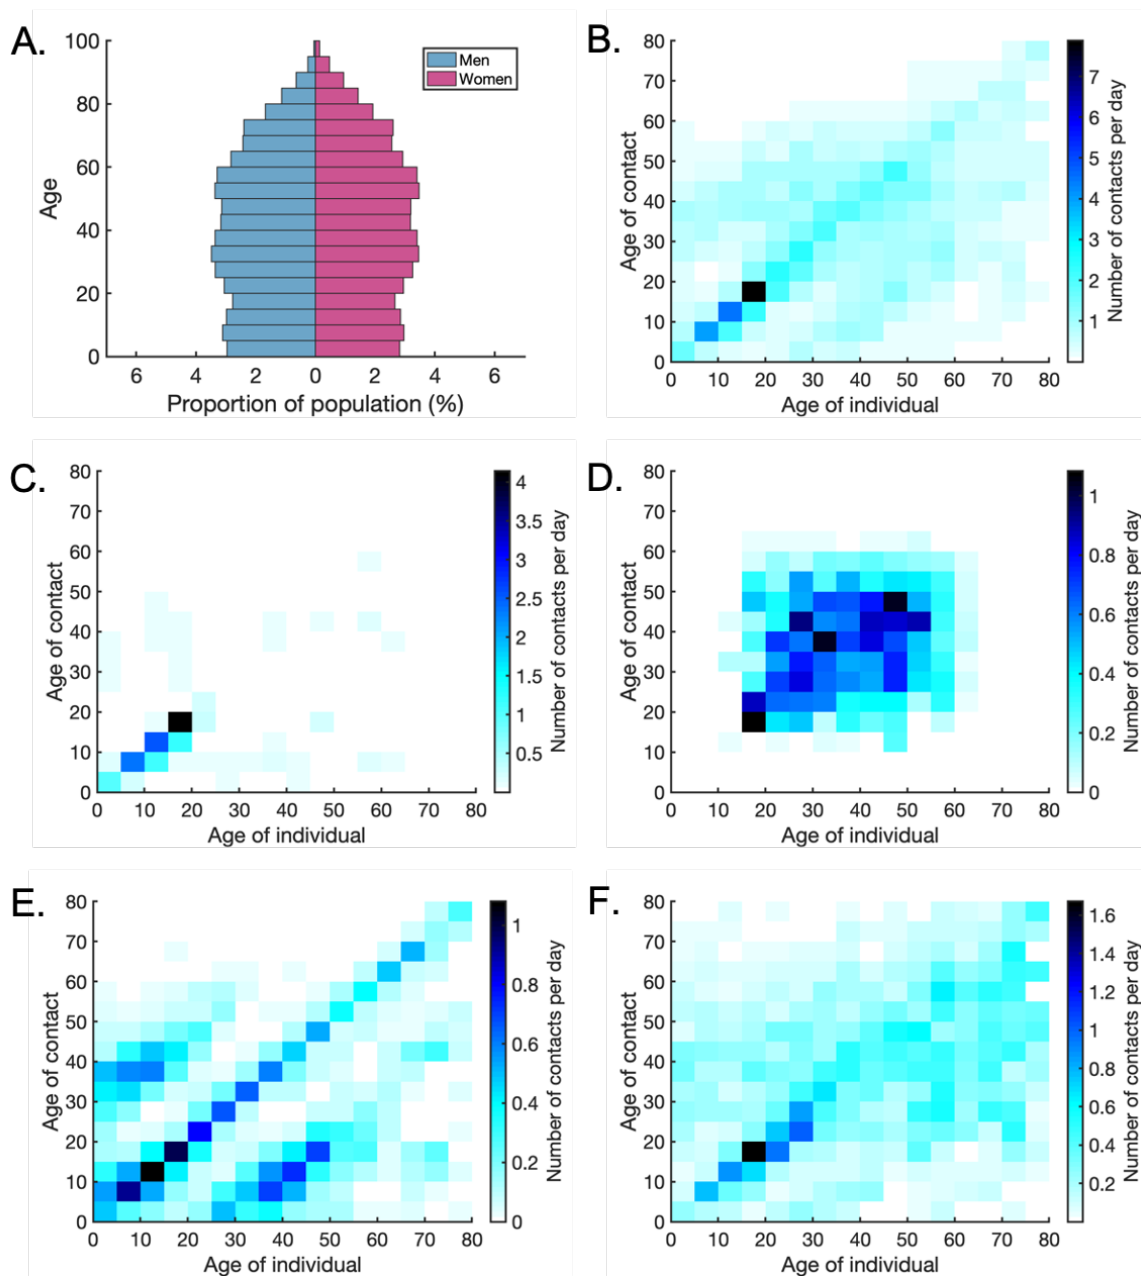 A.
100
80
60
40
20
0
Age
6 4 2 0 2 4 6
Proportion of population (%)
Men
Women
B.
80
70
60
50
40
30
20
10
0
Age of contact
0 10 20 30 40 50 60 70 80
Age of individual
7
6
5
4
3
2
1
Number of contacts per day
C.
80
70
60
50
40
30
20
10
0
Age of contact
0 10 20 30 40 50 60 70 80
Age of individual
4
3.5
3
2.5
2
1.5
1
0.5
Number of contacts per day
D.
80
70
60
50
40
30
20
10
0
Age of contact
0 10 20 30 40 50 60 70 80
Age of individual
1
0.8
0.6
0.4
0.2
0
Number of contacts per day
E.
80
70
60
50
40
30
20
10
0
Age of contact
0 10 20 30 40 50 60 70 80
Age of individual
1
0.8
0.6
0.4
0.2
0
Number of contacts per day
F.
80
70
60
50
40
30
20
10
0
Age of contact
0 10 20 30 40 50 60 70 80
Age of individual
1.6
1.4
1.2
1
0.8
0.6
0.4
0.2
Number of contacts per day